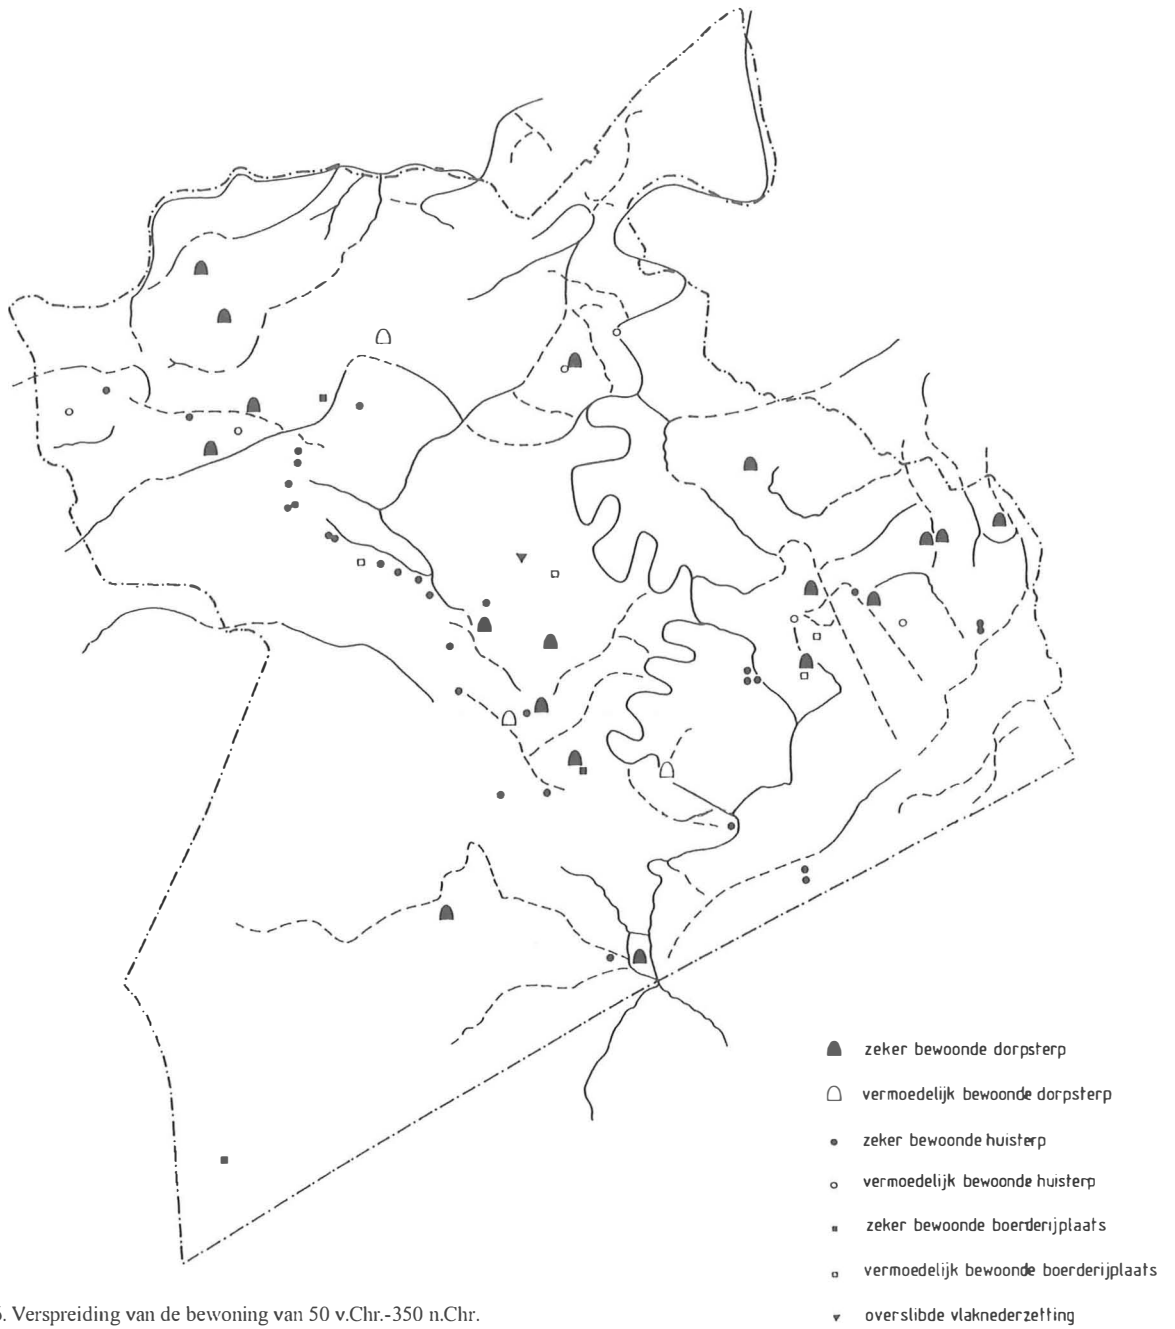 zeker bewoonde dorpsterp
vermoedelijk bewoonde dorpsterp
zeker bewoonde huisterp
vermoedelijk bewoonde huisterp
zeker bewoonde boerderijplaats
vermoedelijk bewoonde boerderijplaats
overslibde vlaknederzetting
. Verspreiding van de bewoning van 50 v.Chr.-350 n.Chr.